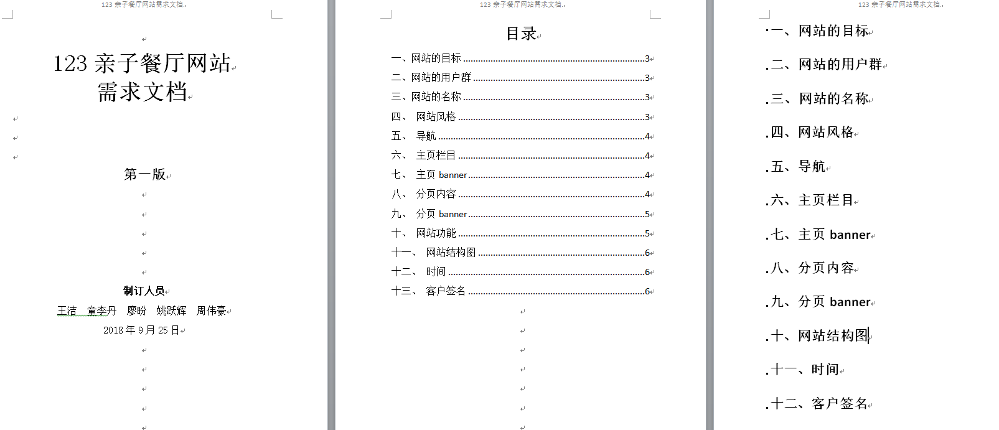 123 亲子餐厅网站需求文档.
123 亲子餐厅网站
需求文档
第一版
制订人员
王洁 童李丹 廖盼 姚跃辉 周伟豪
2018 年 9 月 25 日
123 亲子餐厅网站需求文档.
目录
一、网站的目标 3
二、网站的用户群 3
三、网站的名称 3
四、 网站风格 3
五、 导航 4
六、 主页栏目 4
七、 主页 banner 4
八、 分页内容 4
九、 分页 banner 5
十、 网站功能 5
十一、 网站结构图 6
十二、 时间 6
十三、 客户签名 6
123 亲子餐厅网站需求文档.
一、网站的目标
二、网站的用户群
三、网站的名称
四、网站风格
五、导航
六、主页栏目
七、主页 banner
八、分页内容
九、分页 banner
十、网站结构图
十一、时间
十二、客户签名